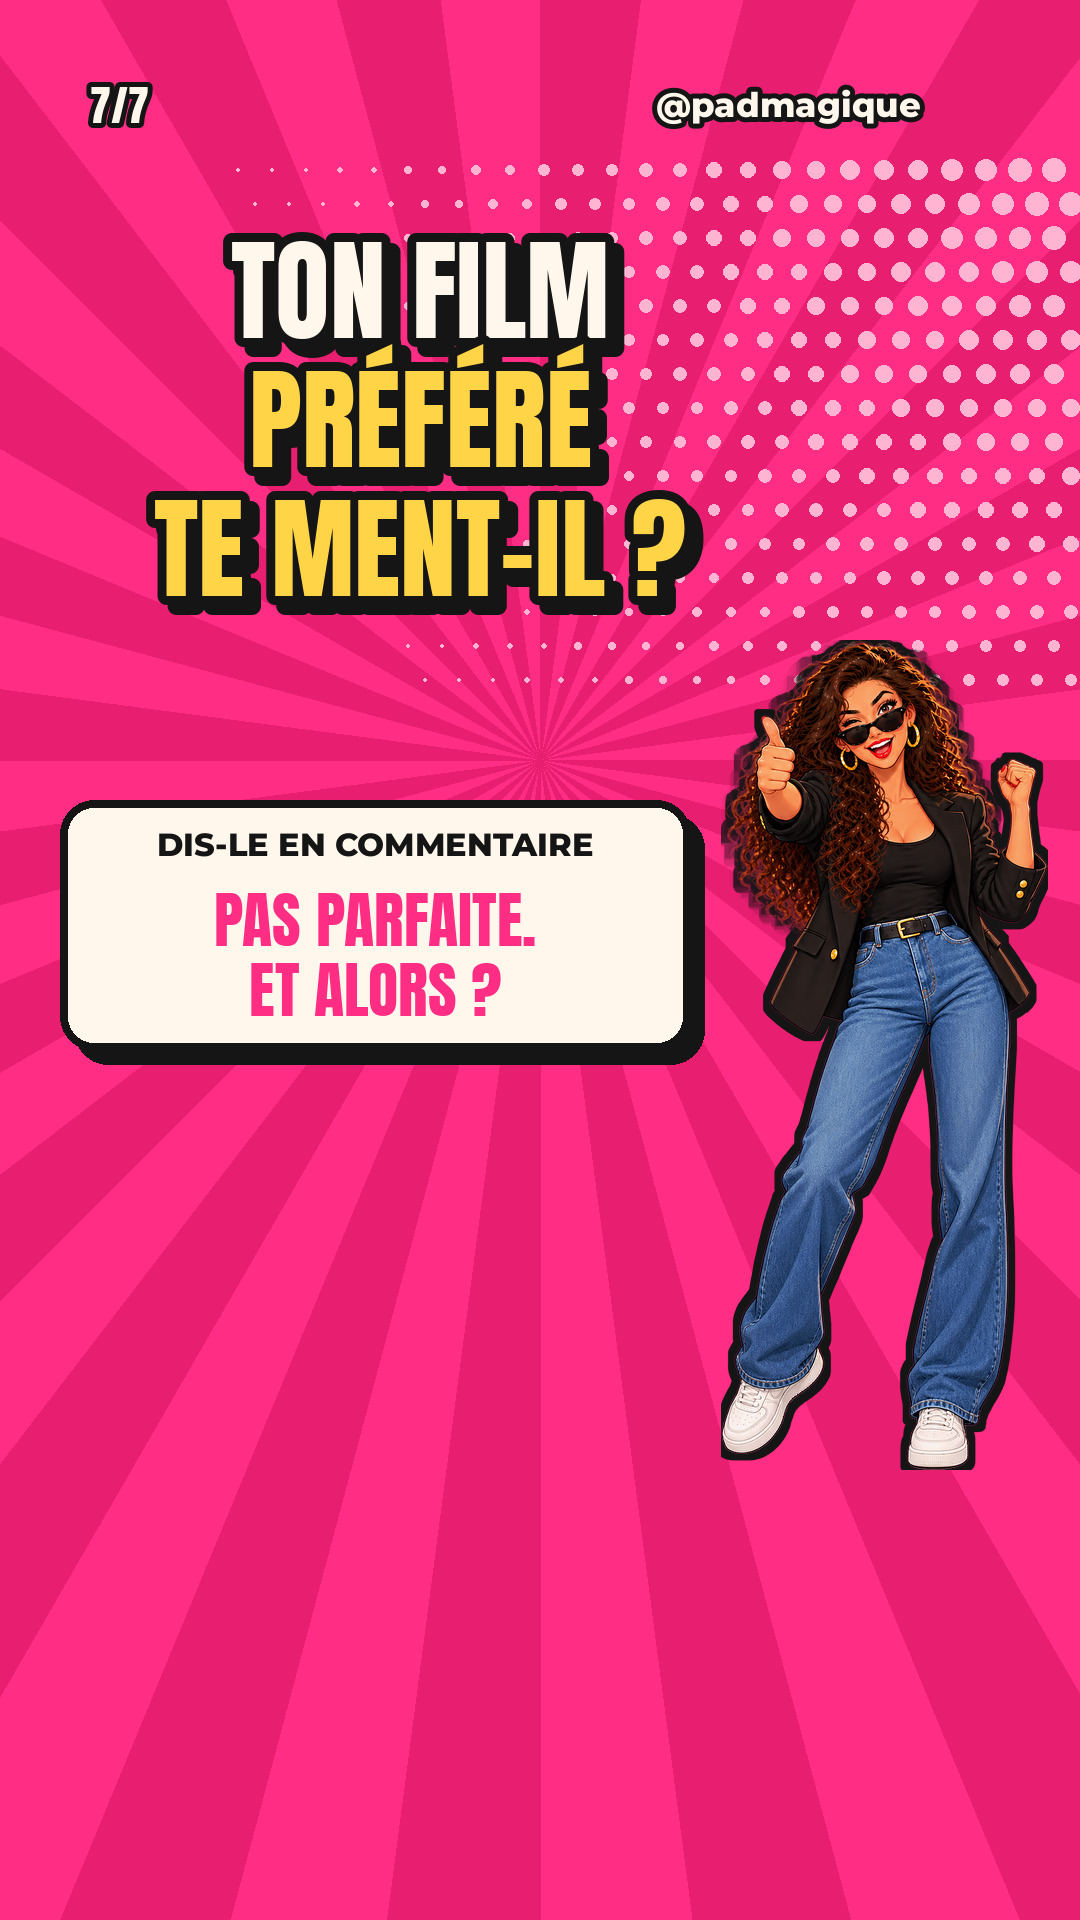 7/7
@padmagique
TON FILM
PRÉFÉRÉ
TE MENT-IL ?
DIS-LE EN COMMENTAIRE
PAS PARFAITE.
ET ALORS ?